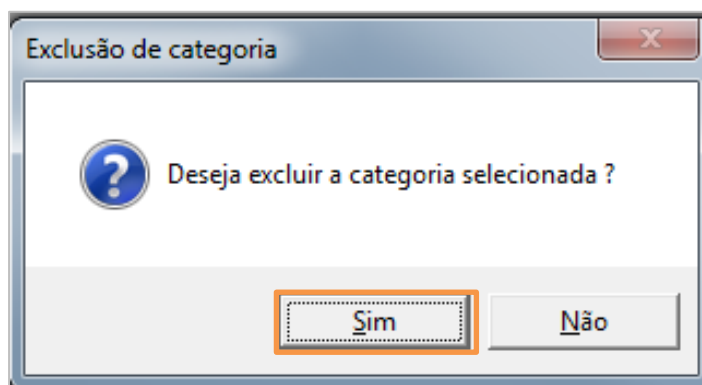 Exclusão de categoria
Deseja excluir a categoria selecionada ?
Sim
Não